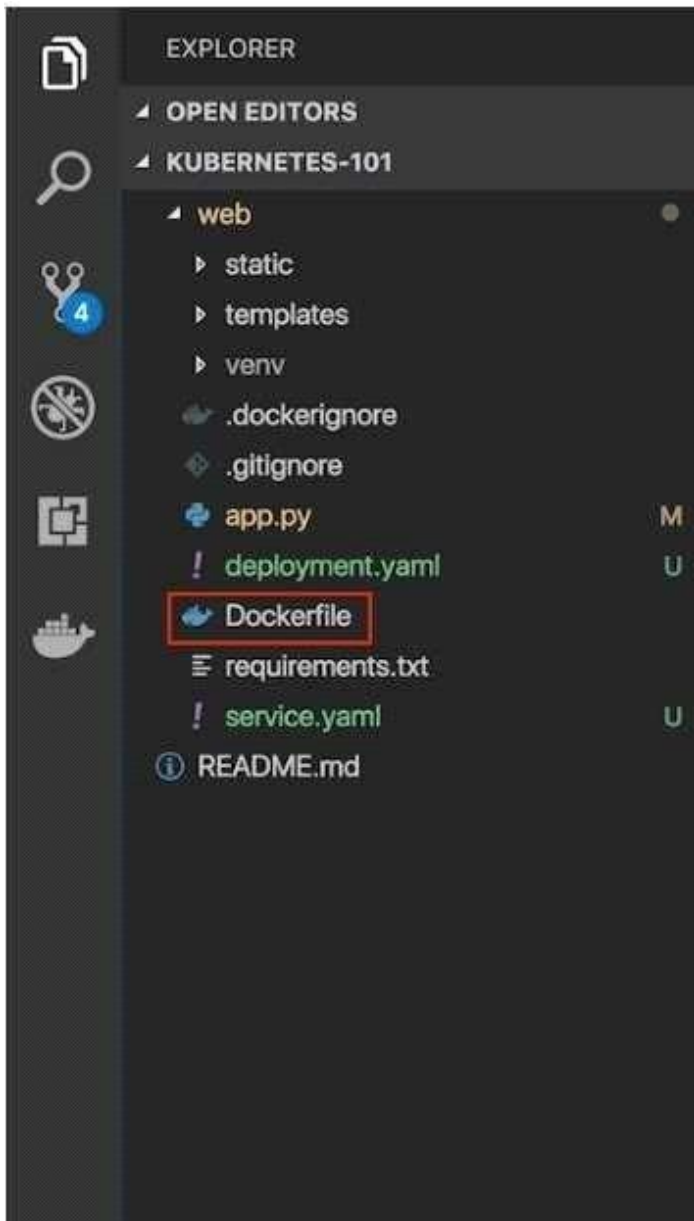 EXPLORER
OPEN EDITORS
KUBERNETES-101
web
static
templates
venv
4
.dockerignore
.gitignore
app.py M
deployment.yaml U
Dockerfile
requirements.txt
service.yaml U
README.md